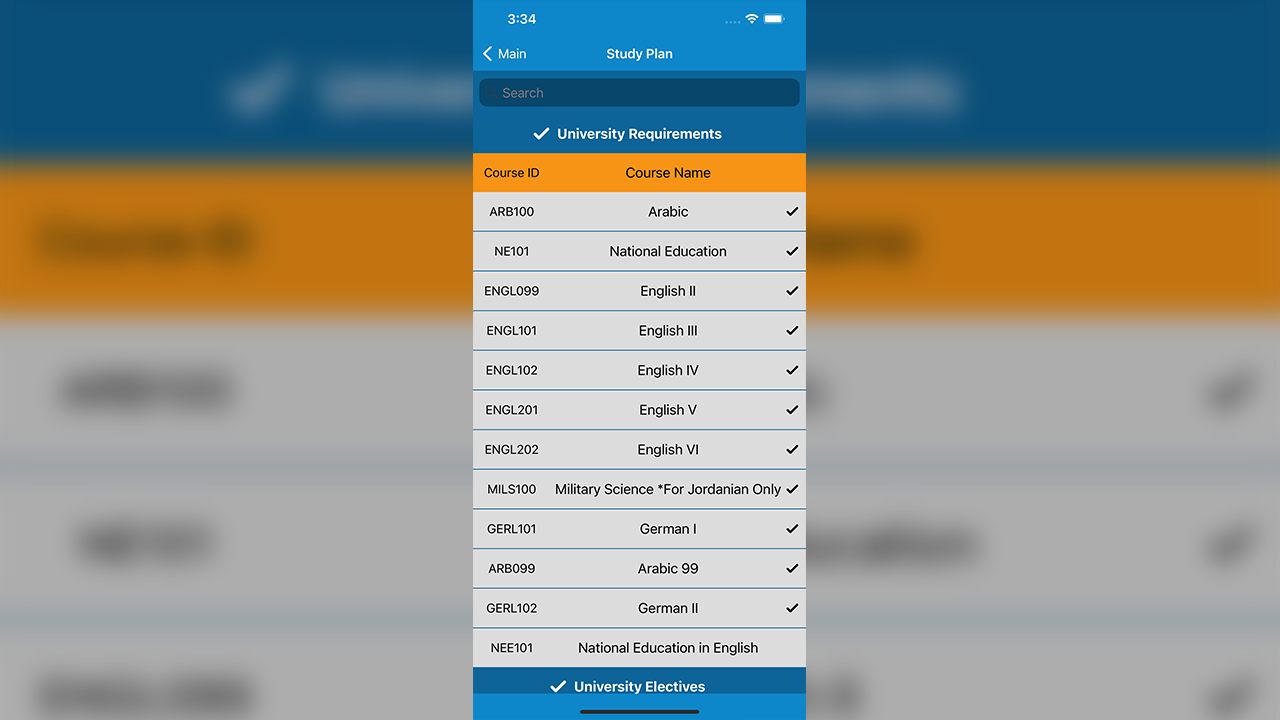 3:34
Main
Study Plan
Search
University Requirements
Course ID Course Name
ARB100 Arabic
NE101 National Education
ENGL099 English II
ENGL101 English III
ENGL102 English IV
ENGL201 English V
ENGL202 English VI
MILS100 Military Science *For Jordanian Only
GERL101 German I
ARB099 Arabic 99
GERL102 German II
NEE101 National Education in English
University Electives